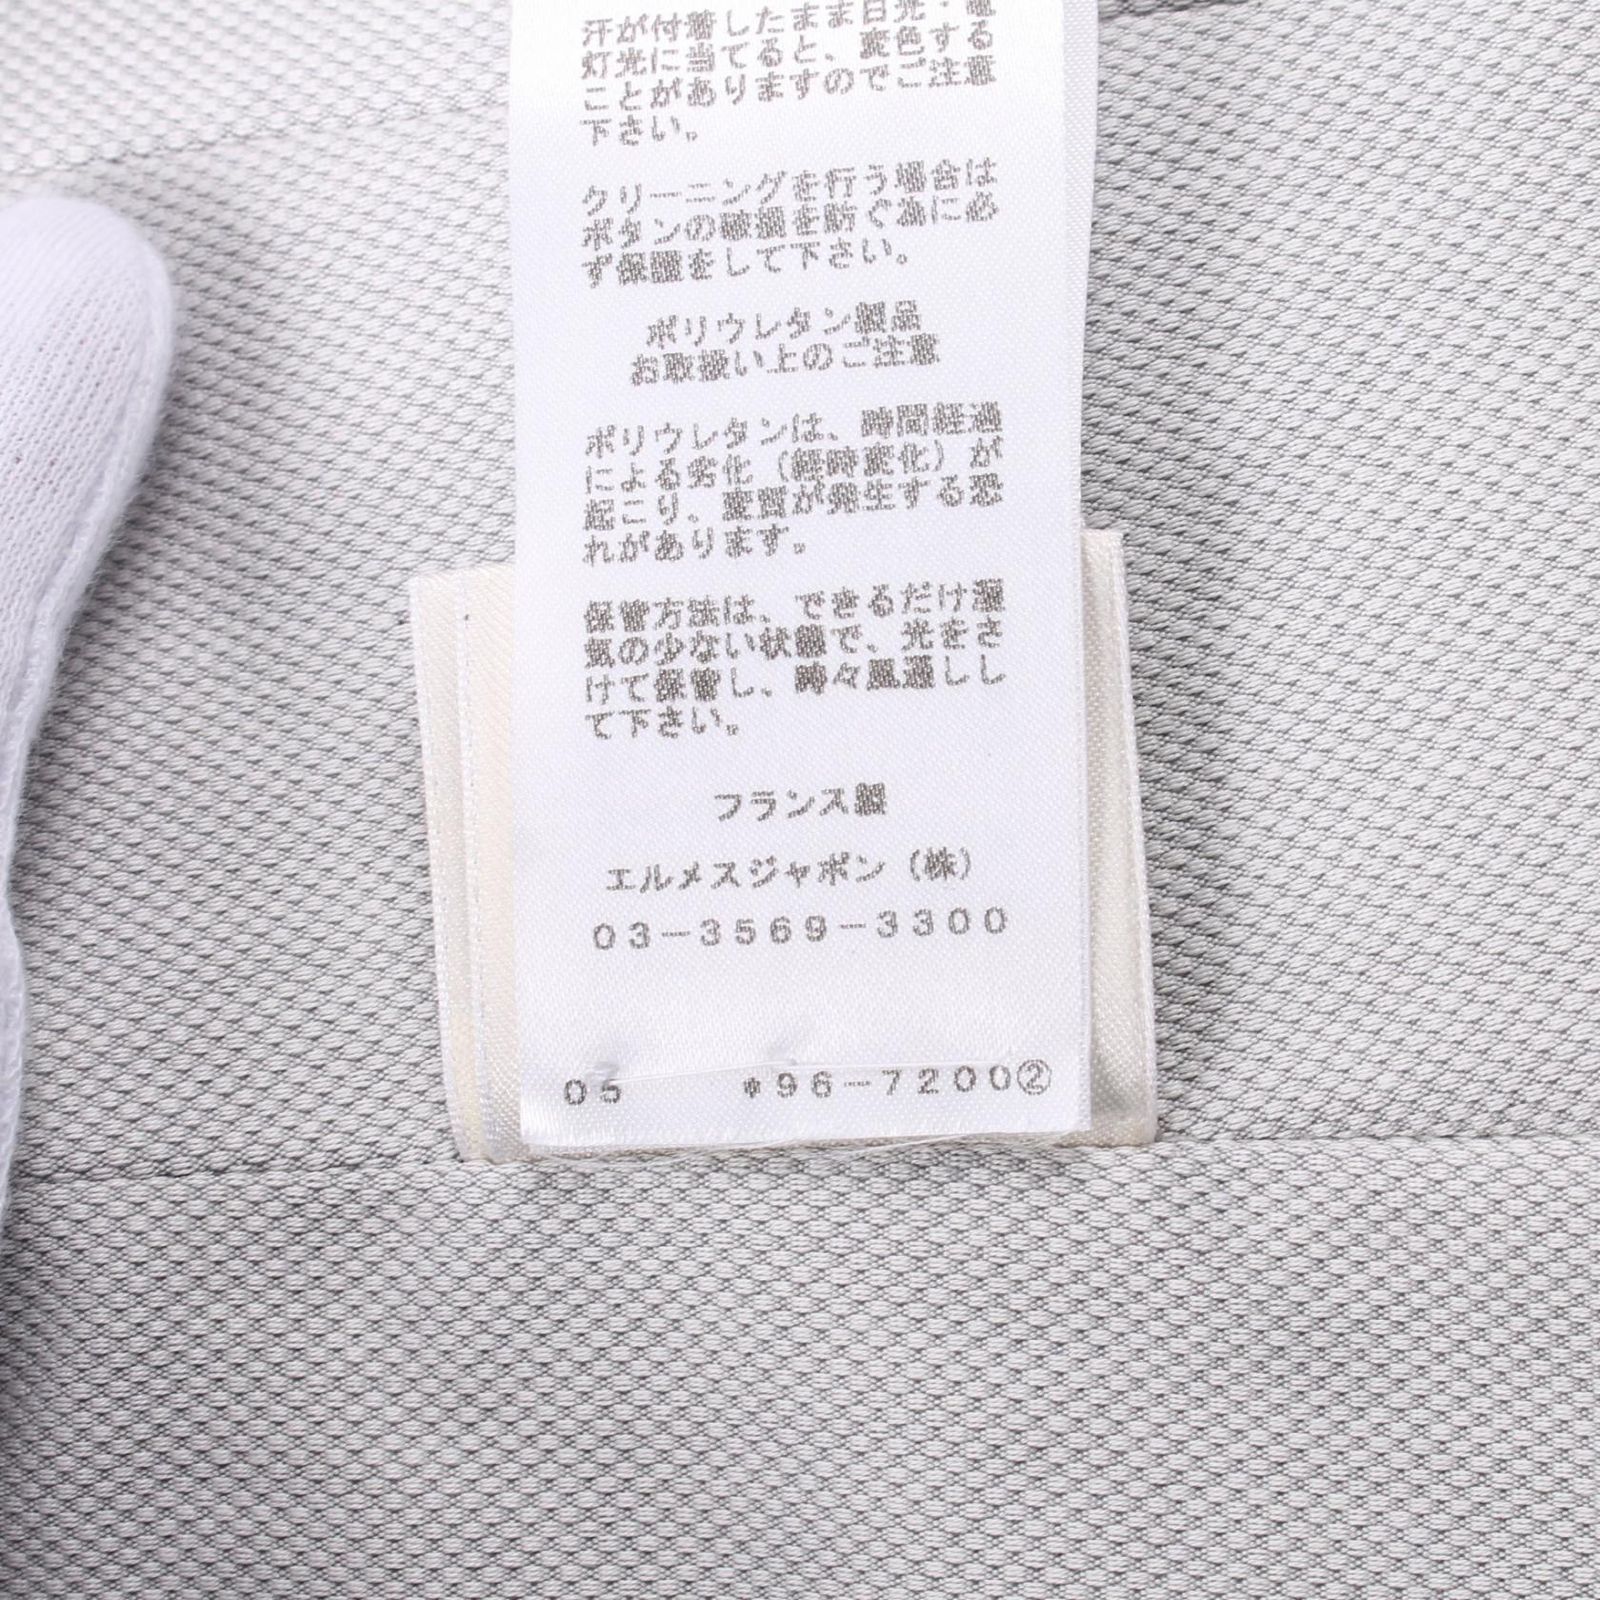 汗が付着したまま日光・電
灯光に当てると、変色する
ことがありますのでご注意
下さい。
クリーニングを行う場合は
ボタンの破損を防ぐ為に必
ず保護をして下さい。
ポリウレタン製品
お取扱い上のご注意
ポリウレタンは、時間経過
による劣化（経時変化）が
起こり、変質が発生する恐
れがあります。
保管方法は、できるだけ湿
気の少ない状態で、光をさ
けて保管し、時々風通しし
て下さい。
フランス製
エルメスジャポン（株）
03-3569-3300
05 *96-7200②